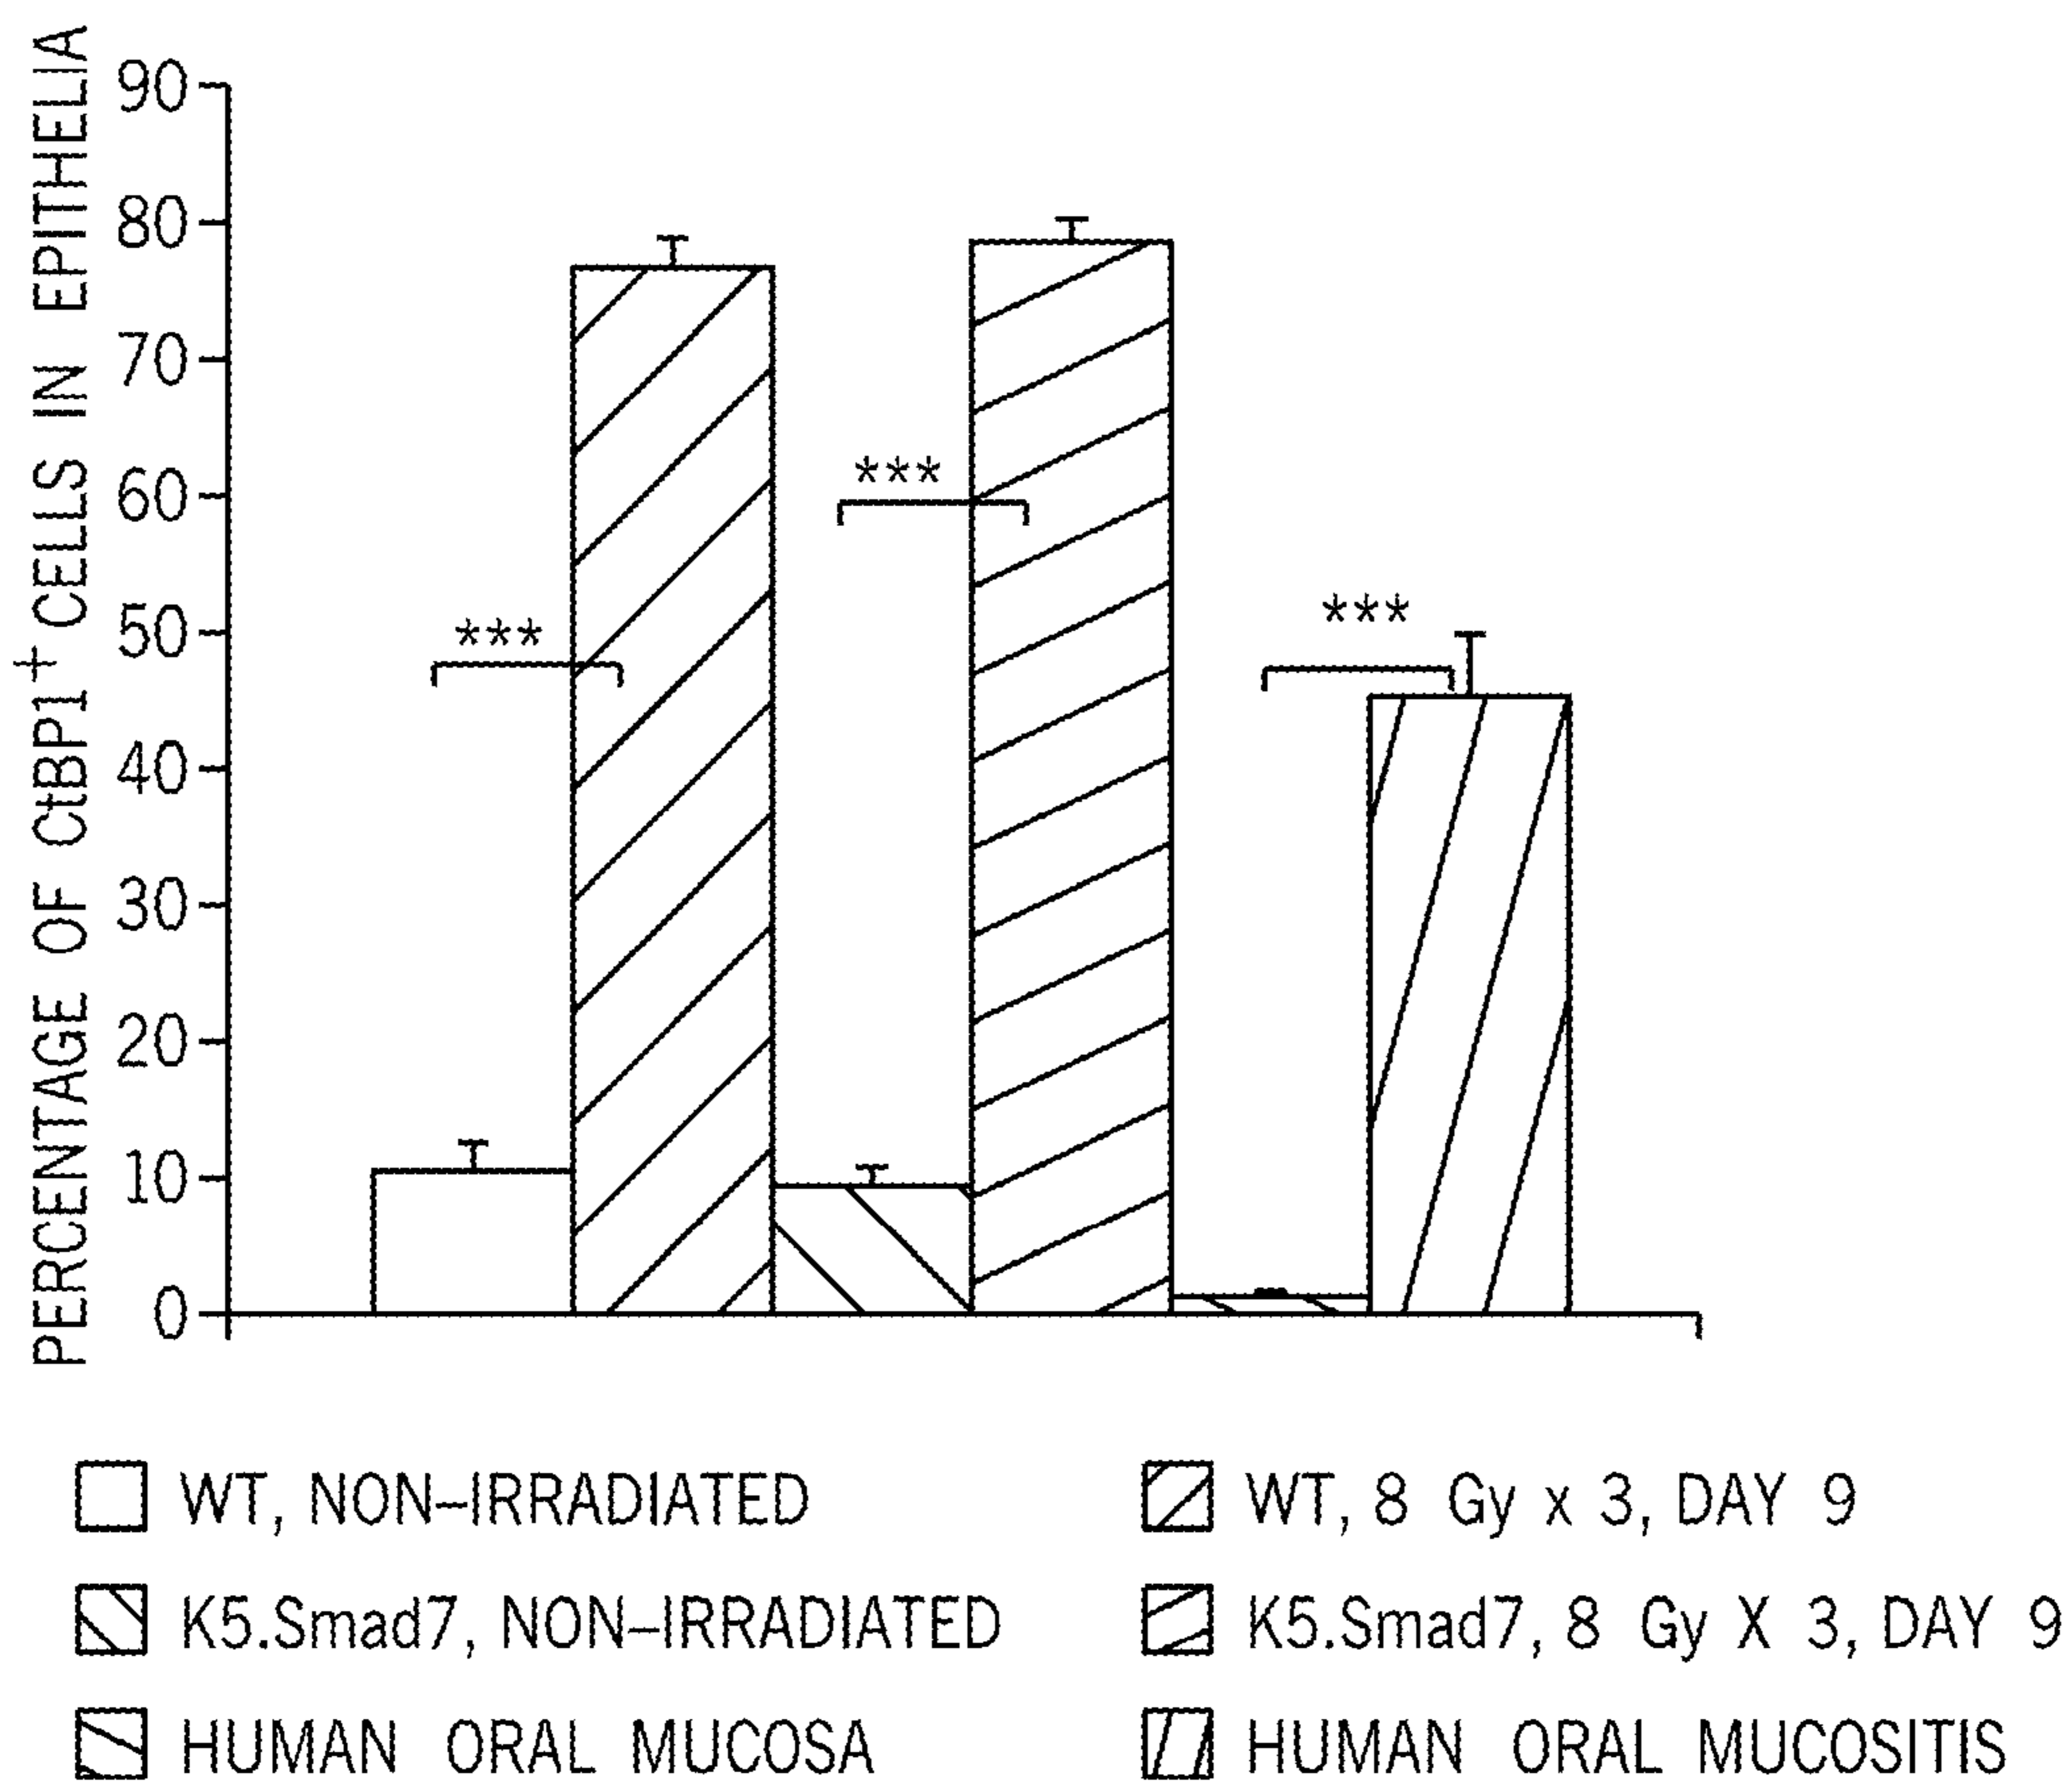 PERCENTAGE OF CtBP1+ CELLS IN EPITHELIA
90
80
70
60
50
40
30
20
10
0
***
***
***
WT, NON–IRRADIATED
WT, 8 Gy x 3, DAY 9
K5.Smad7, NON–IRRADIATED
K5.Smad7, 8 Gy X 3, DAY 9
HUMAN ORAL MUCOSA
HUMAN ORAL MUCOSITIS